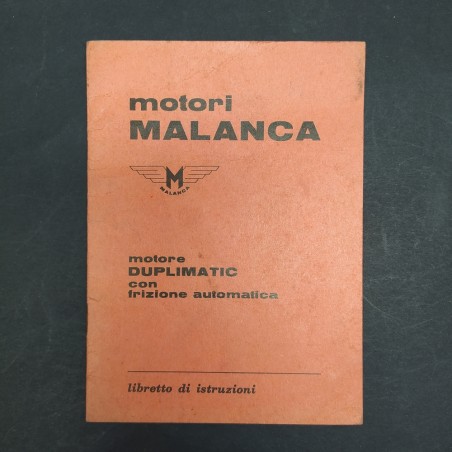 motori
MALANCA
M
MALANCA
motore
DUPLIMATIC
con
frizione automatica
libretto di istruzioni